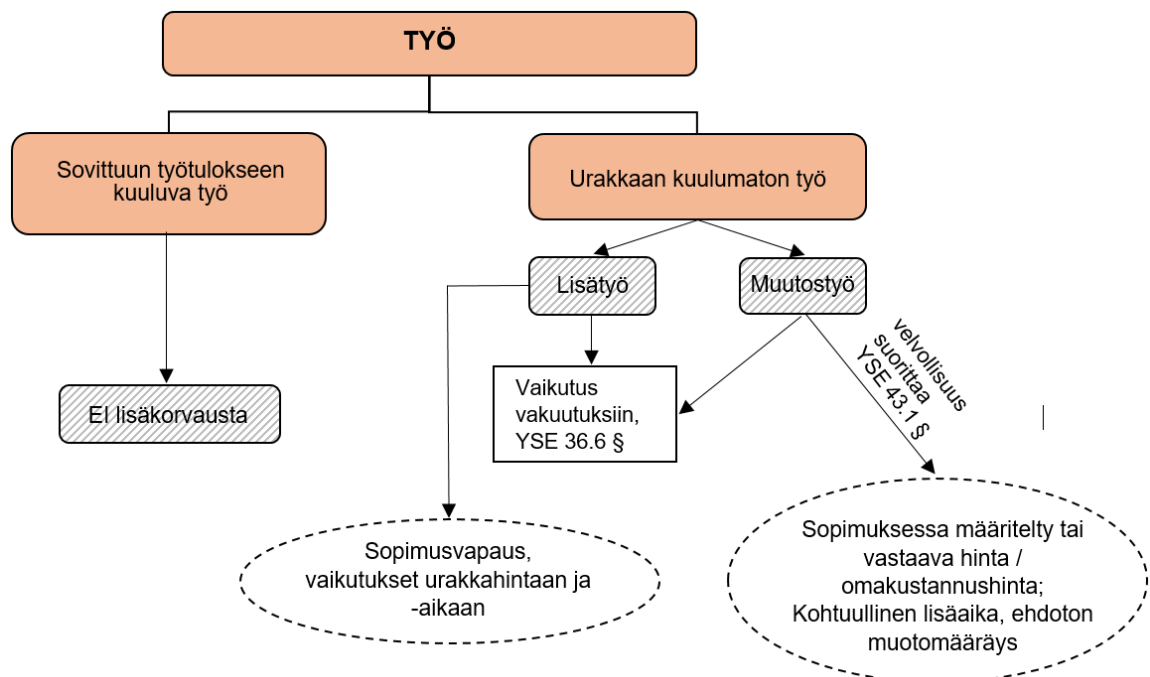 TYÖ
Sovittuun työtulokseen
kuuluva työ
Urakkaan kuulumaton työ
Lisätyö
Muutostyö
velvollisuus
suorittaa
YSE 43.1 §
Vaikutus
vakuutuksiin,
YSE 36.6 §
EI lisäkorvausta
Sopimusvapaus,
vaikutukset urakkahintaan ja
-aikaan
Sopimuksessa määritelty tai
vastaava hinta /
omakustannushinta;
Kohtuullinen lisäaika, ehdoton
muotomääräys